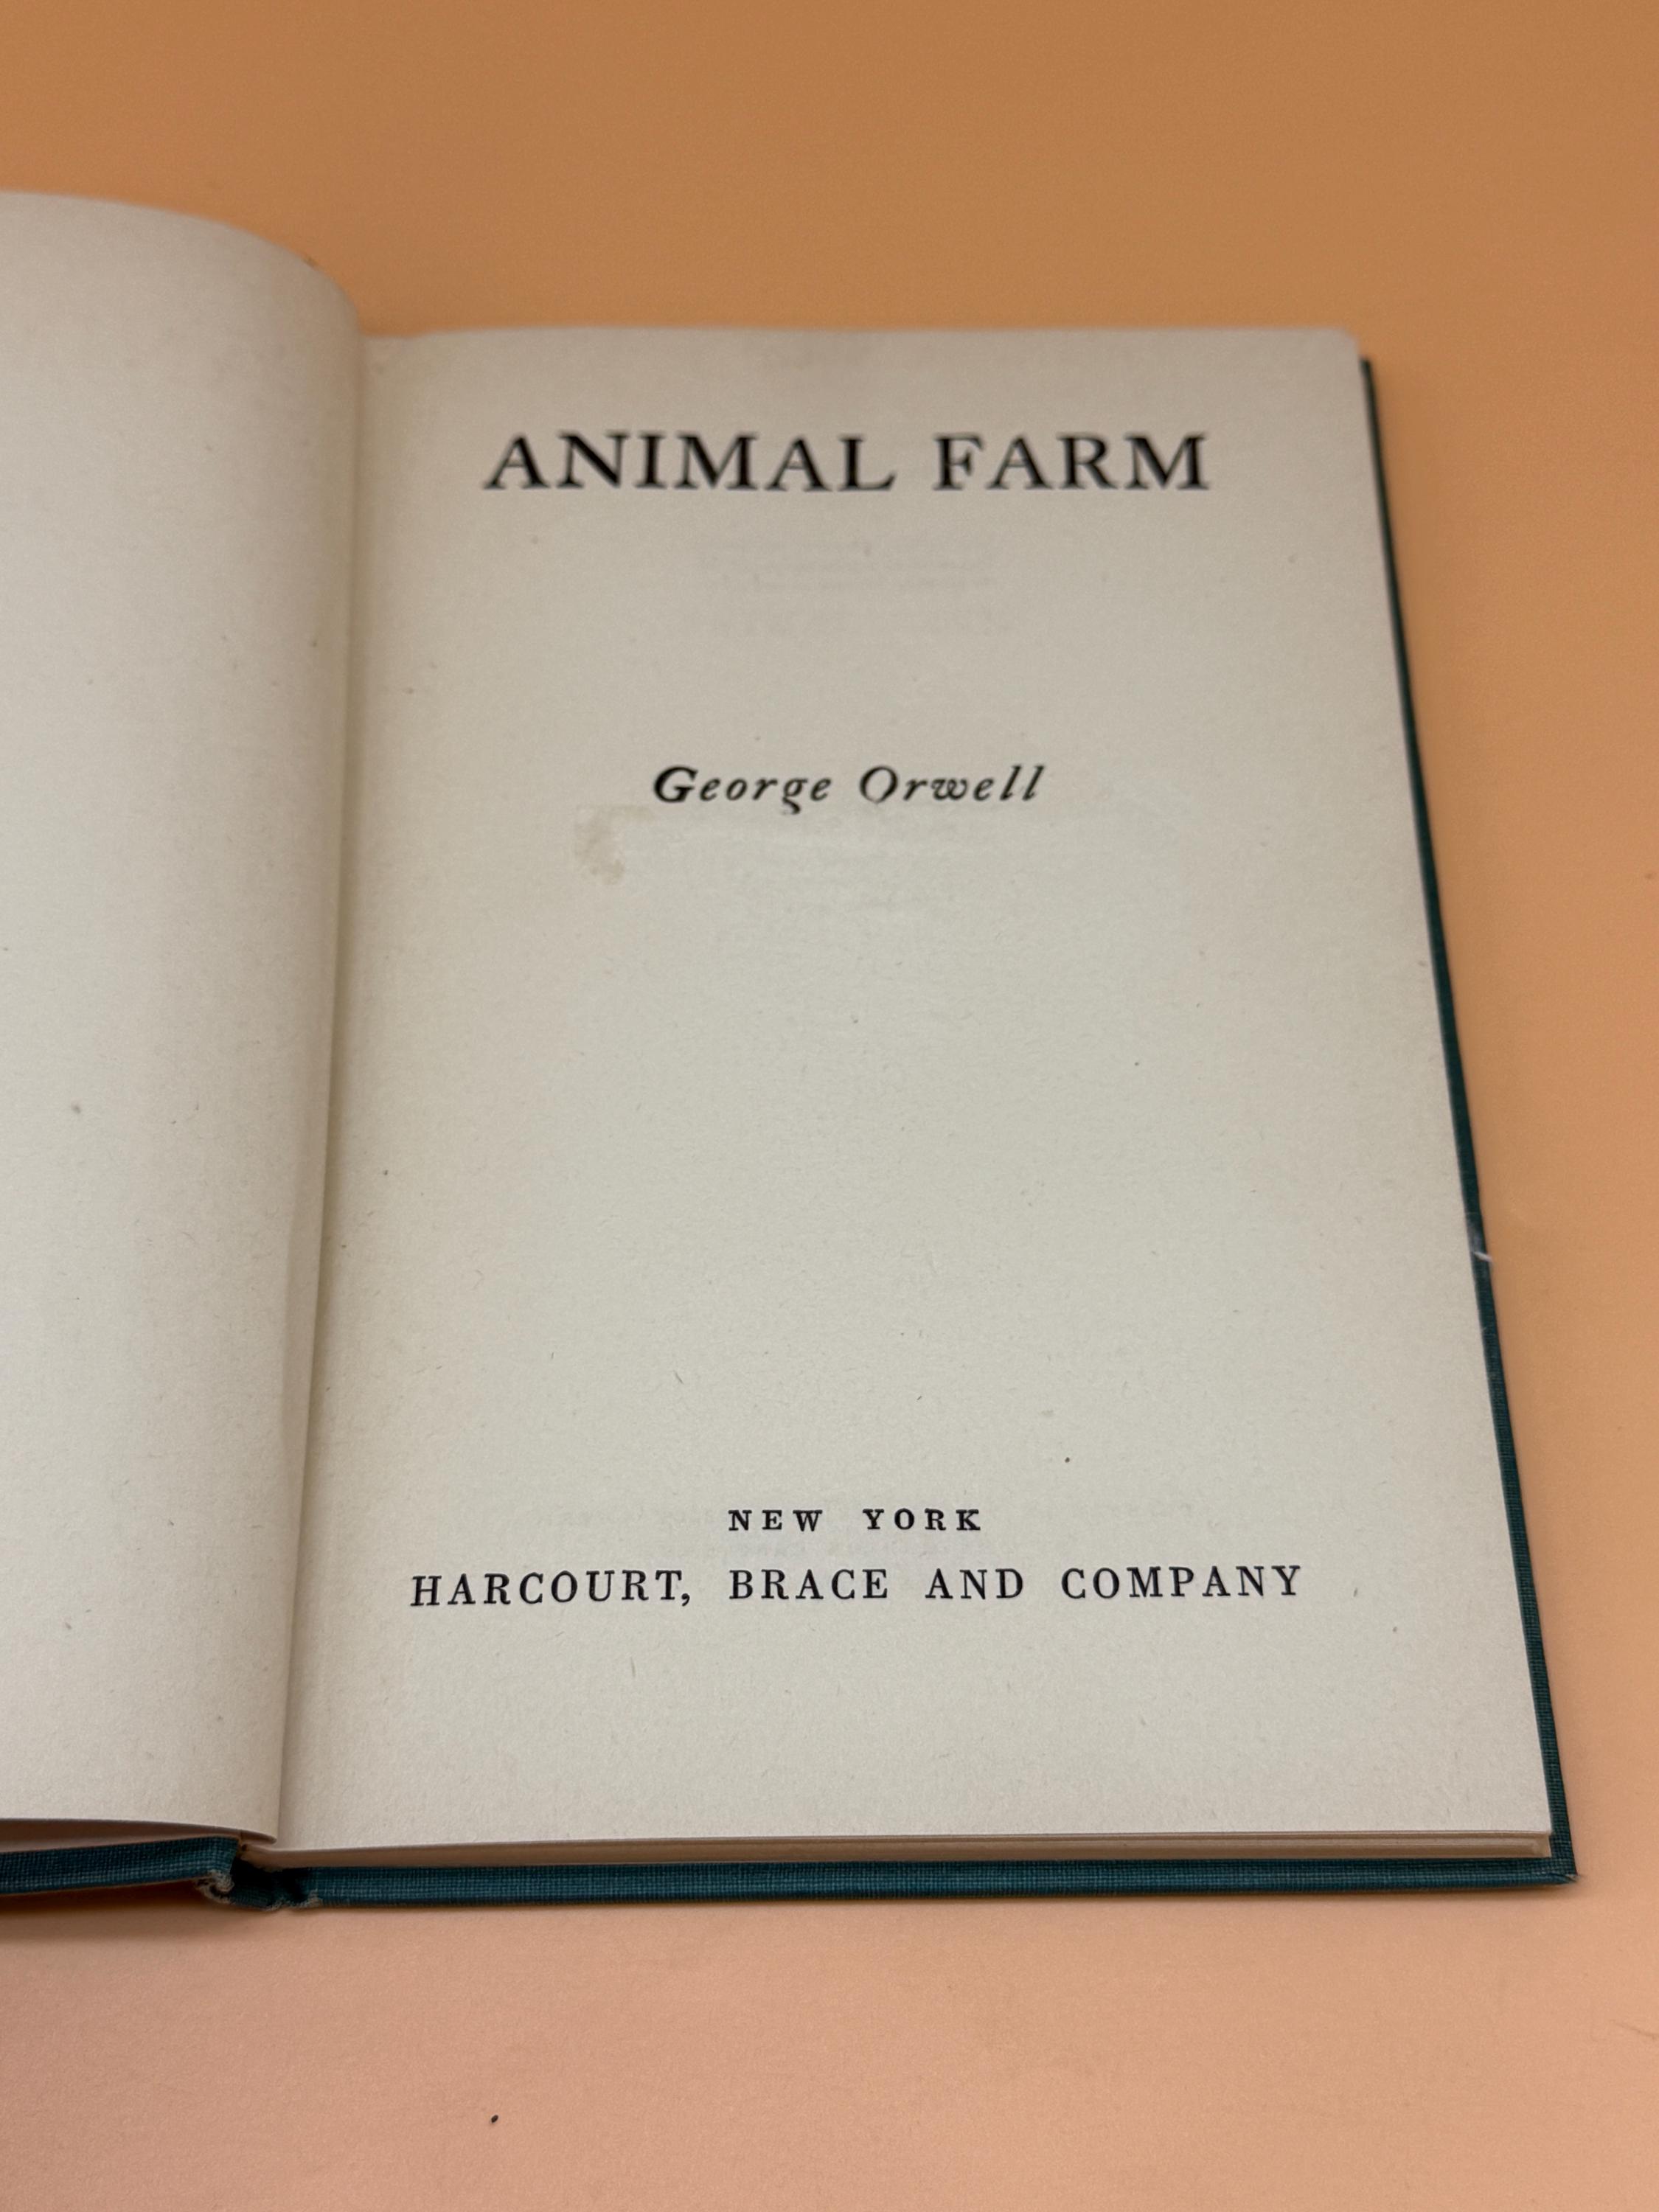 ANIMAL FARM
George Orwell
NEW YORK
HARCOURT, BRACE AND COMPANY